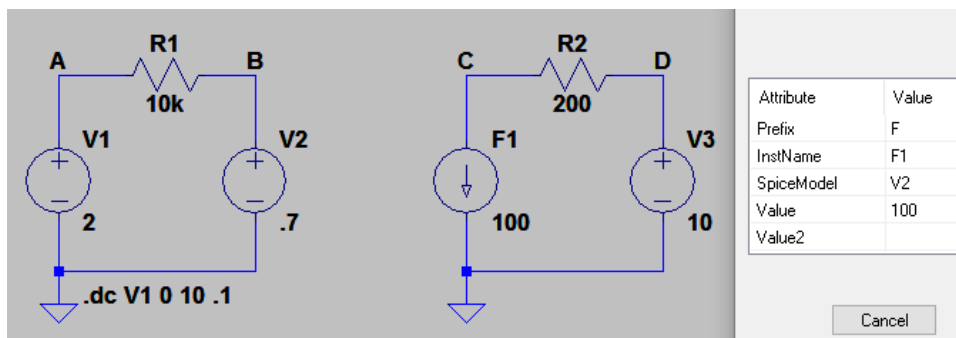 R1
R2
A
B
C
D
10k
200
V1
V2
F1
V3
+
+
+
−
−
−
2
.7
100
10
.dc V1 0 10 .1
Attribute Value
Prefix F
InstName F1
SpiceModel V2
Value 100
Value2
Cancel